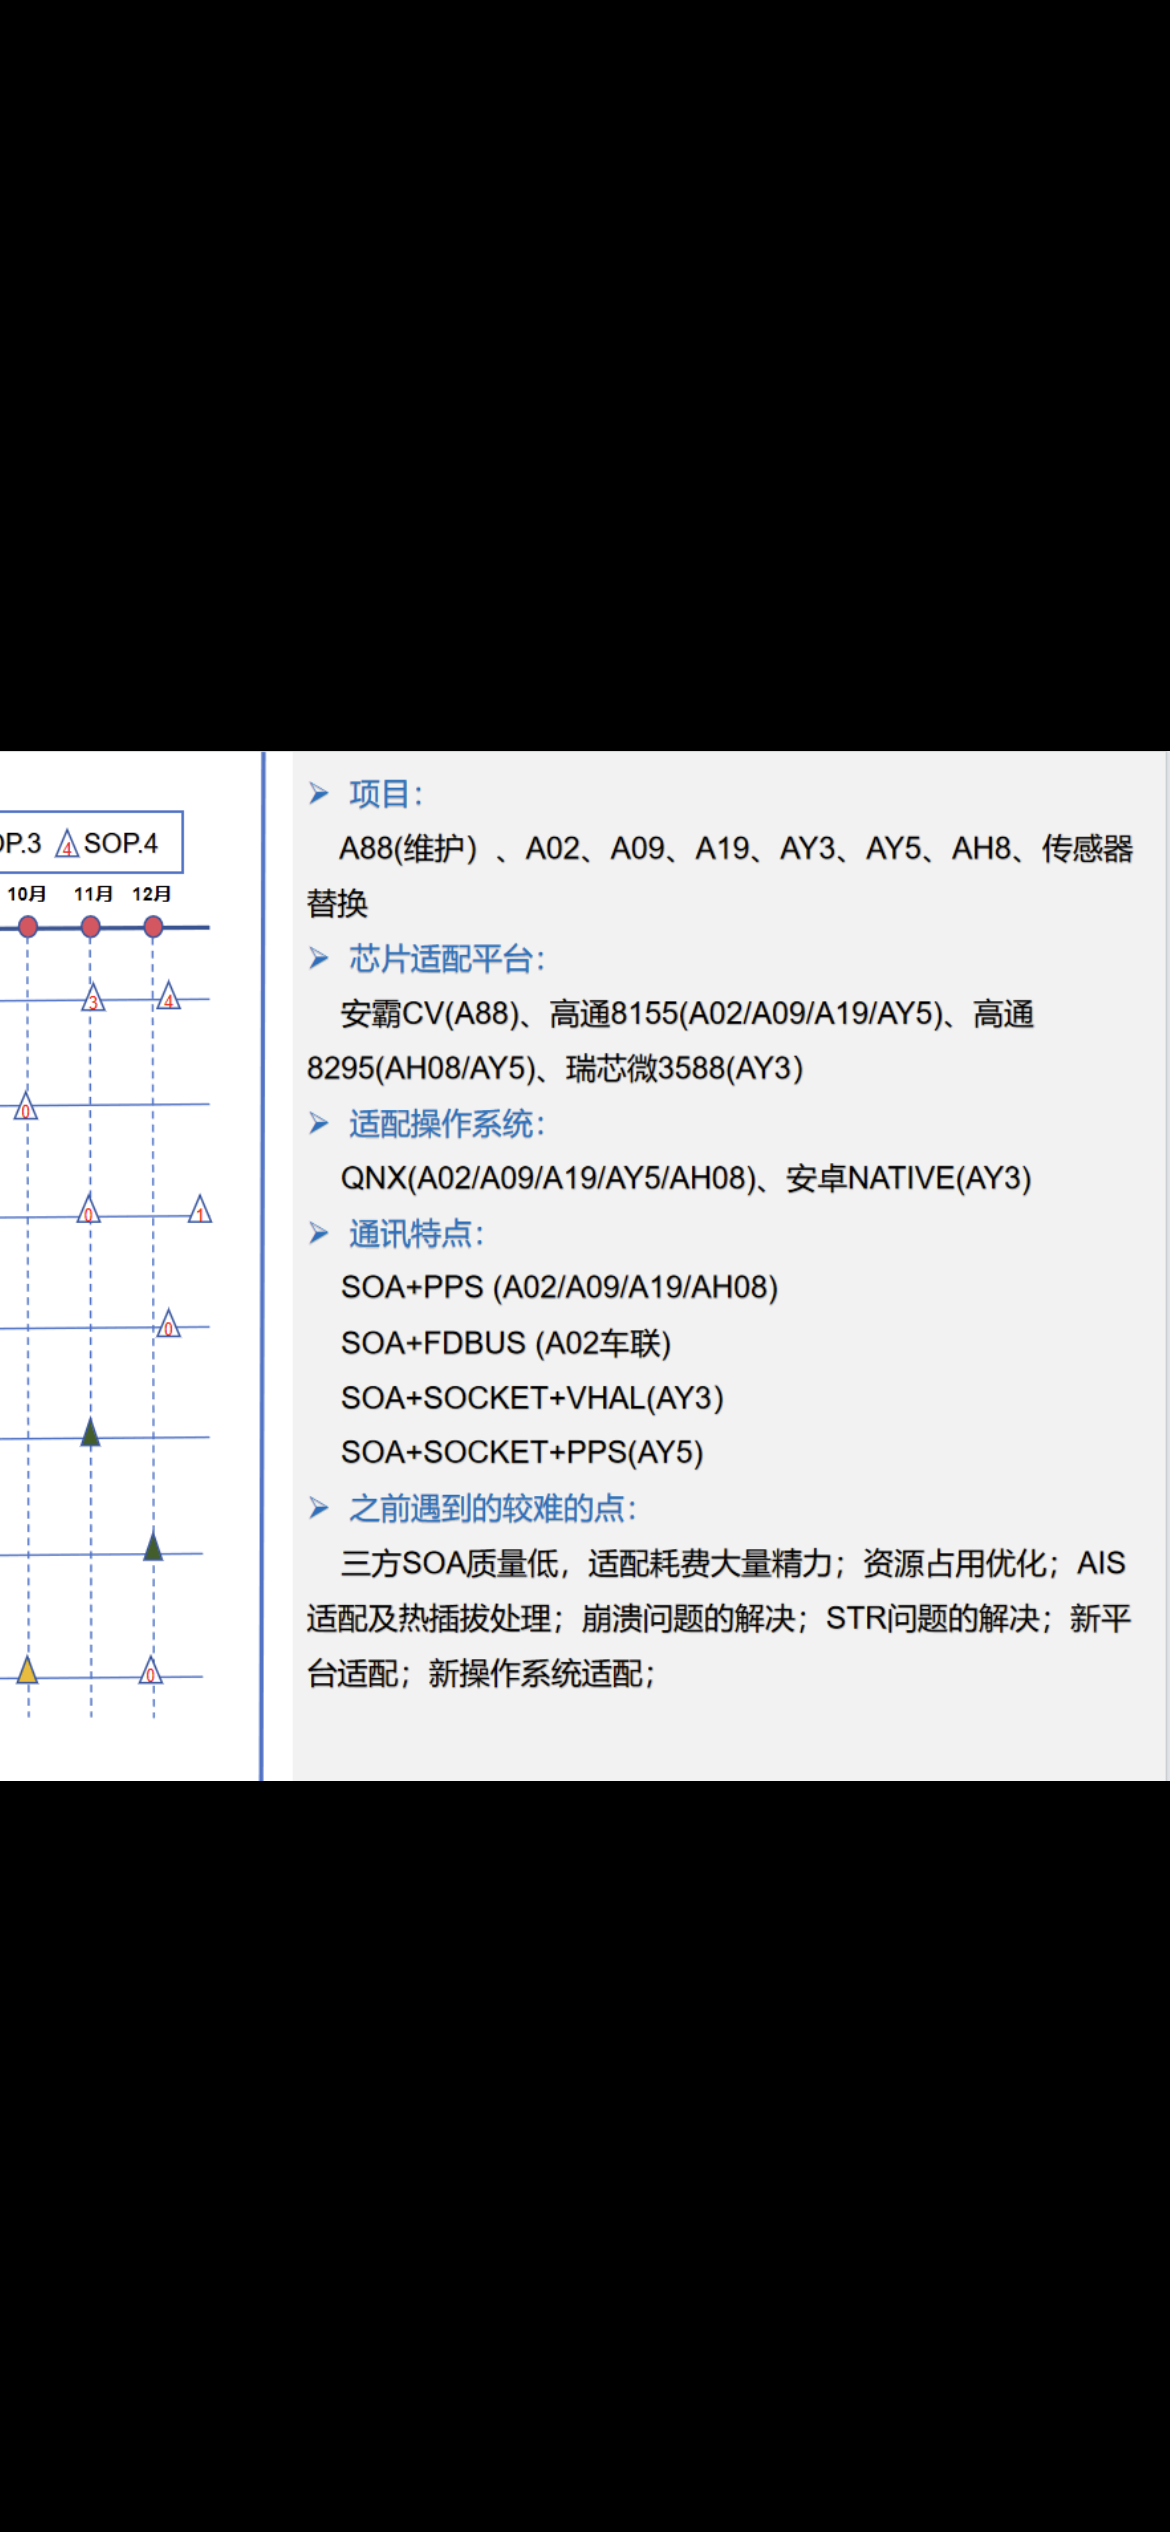 OP.3 4 SOP.4
10月 11月 12月
3 4
0
0 1
0
0
➢ 项目：
A88(维护）、A02、A09、A19、AY3、AY5、AH8、传感器
替换
➢ 芯片适配平台：
安霸CV(A88)、高通8155(A02/A09/A19/AY5)、高通
8295(AH08/AY5)、瑞芯微3588(AY3）
➢ 适配操作系统：
QNX(A02/A09/A19/AY5/AH08)、安卓NATIVE(AY3)
➢ 通讯特点：
SOA+PPS (A02/A09/A19/AH08)
SOA+FDBUS (A02车联)
SOA+SOCKET+VHAL(AY3）
SOA+SOCKET+PPS(AY5)
➢ 之前遇到的较难的点：
三方SOA质量低，适配耗费大量精力；资源占用优化；AIS
适配及热插拔处理；崩溃问题的解决；STR问题的解决；新平
台适配；新操作系统适配；